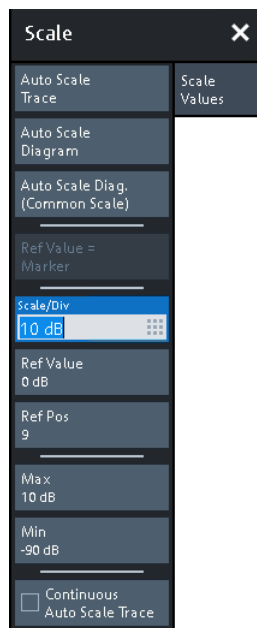 Scale
Auto Scale
Trace
Scale
Values
Auto Scale
Diagram
Auto Scale Diag.
(Common Scale)
Ref Value =
Marker
Scale/Div
10 dB
Ref Value
0 dB
Ref Pos
9
Max
10 dB
Min
-90 dB
Continuous
Auto Scale Trace